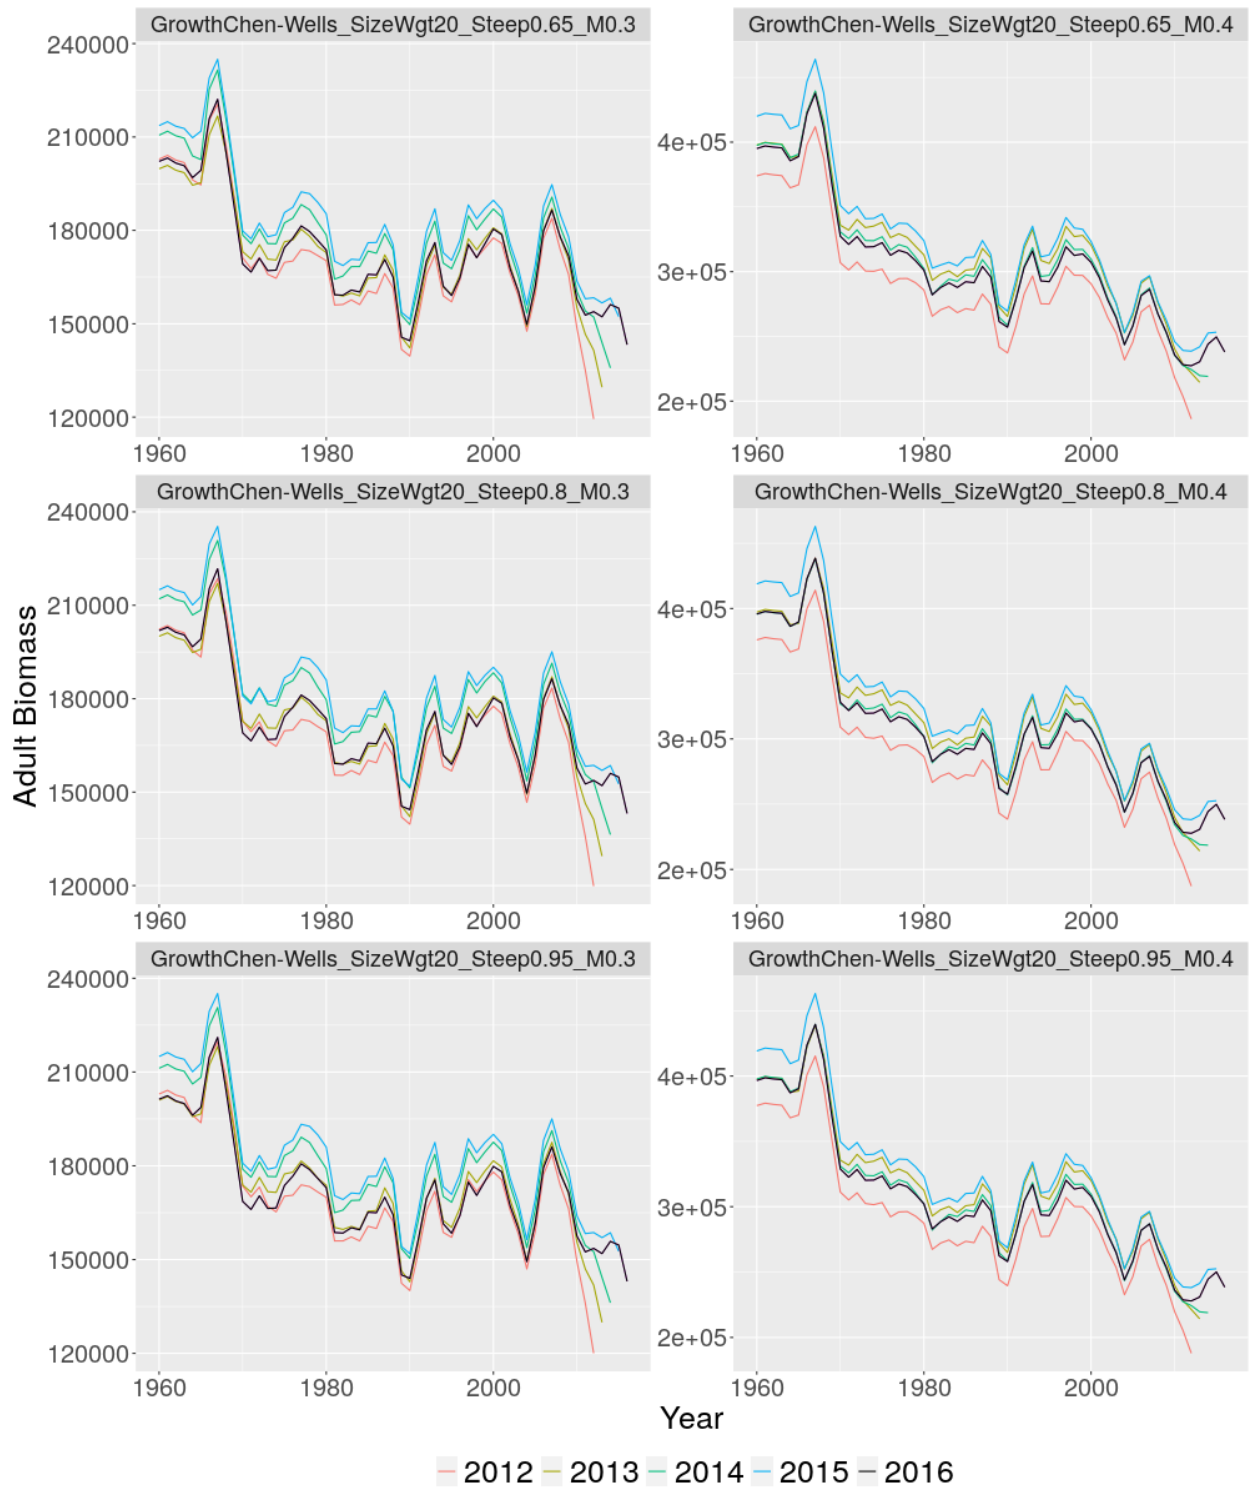 GrowthChen-Wells_SizeWgt20_Steep0.65_M0.3
GrowthChen-Wells_SizeWgt20_Steep0.65_M0.4
240000
210000
180000
150000
120000
4e+05
3e+05
2e+05
1960 1980 2000
1960 1980 2000
GrowthChen-Wells_SizeWgt20_Steep0.8_M0.3
GrowthChen-Wells_SizeWgt20_Steep0.8_M0.4
240000
210000
180000
150000
120000
4e+05
3e+05
2e+05
1960 1980 2000
1960 1980 2000
Adult Biomass
GrowthChen-Wells_SizeWgt20_Steep0.95_M0.3
GrowthChen-Wells_SizeWgt20_Steep0.95_M0.4
240000
210000
180000
150000
120000
4e+05
3e+05
2e+05
1960 1980 2000
1960 1980 2000
Year
2012 2013 2014 2015 2016